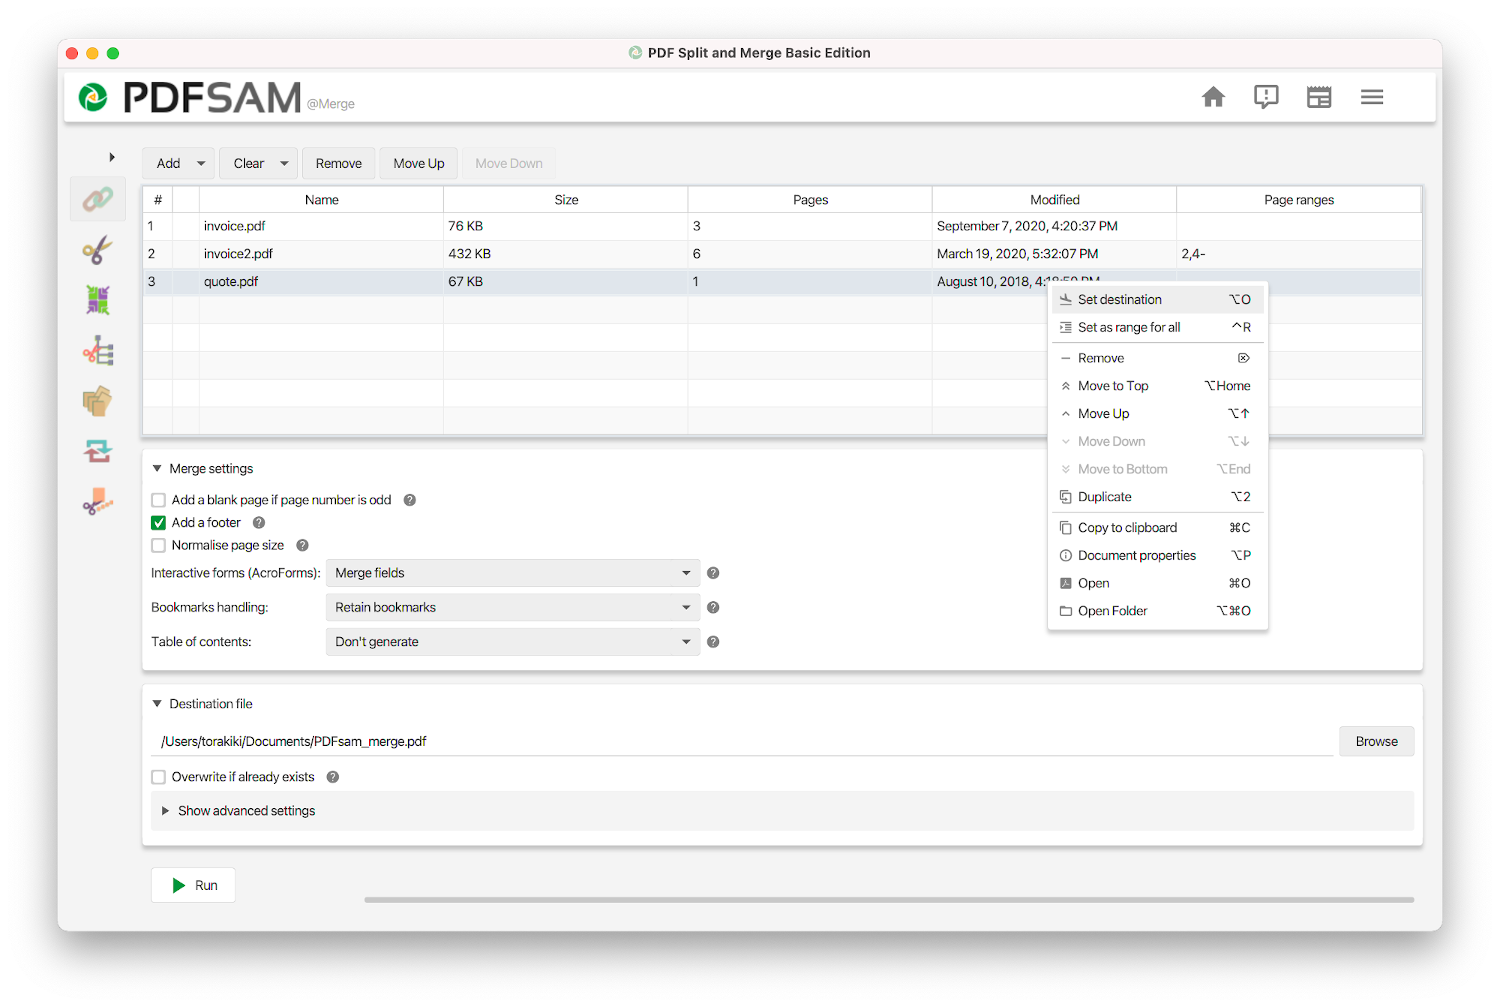 PDF Split and Merge Basic Edition
PDFSAM @Merge
Add Clear Remove Move Up Move Down
# Name Size Pages Modified Page ranges
1 invoice.pdf 76 KB 3 September 7, 2020, 4:20:37 PM
2 invoice2.pdf 432 KB 6 March 19, 2020, 5:32:07 PM 2,4-
3 quote.pdf 67 KB 1 August 10, 2018, 4:18:50 PM
Set destination ⌥O
Set as range for all ^R
Remove ⌦
Move to Top ⌥Home
Move Up ⌥↑
Move Down ⌥↓
Move to Bottom ⌥End
Duplicate ⌥2
Copy to clipboard ⌘C
Document properties ⌥P
Open ⌘O
Open Folder ⌥⌘O
Merge settings
Add a blank page if page number is odd ?
Add a footer ?
Normalise page size ?
Interactive forms (AcroForms): Merge fields ?
Bookmarks handling: Retain bookmarks ?
Table of contents: Don't generate ?
Destination file
/Users/torakiki/Documents/PDFsam_merge.pdf Browse
Overwrite if already exists ?
Show advanced settings
Run